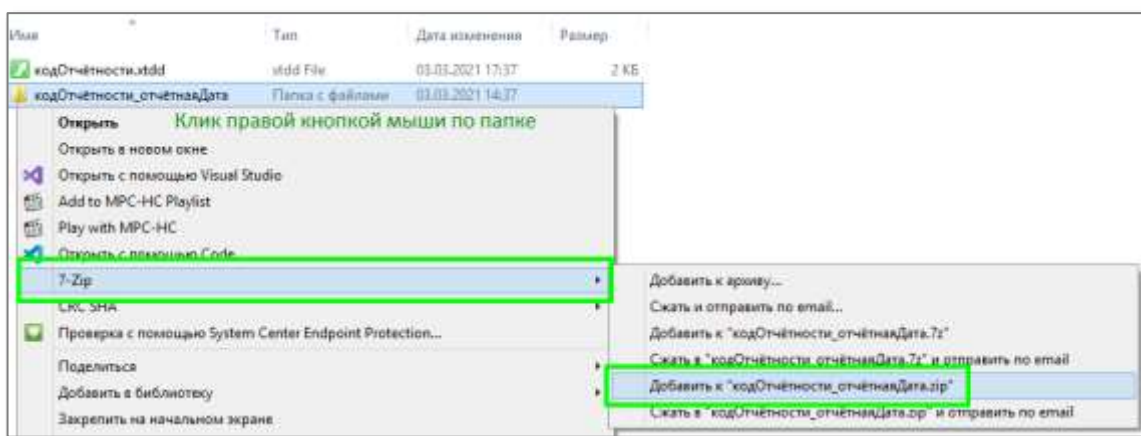 Имя Тип Дата изменения Размер
кодОтчётности.xtdd xtdd File 03.03.2021 17:37 2 КБ
кодОтчётности_отчётнаяДата Папка с файлами 03.03.2021 14:37
Открыть Клик правой кнопкой мыши по папке
Открыть в новом окне
Открыть с помощью Visual Studio
Add to MPC-HC Playlist
Play with MPC-HC
Открыть с помощью Code
7-Zip
CRC SHA
Проверка с помощью System Center Endpoint Protection...
Поделиться
Добавить в библиотеку
Закрепить на начальном экране
Добавить к архиву...
Сжать и отправить по email...
Добавить к "кодОтчётности_отчётнаяДата.7z"
Сжать в "кодОтчётности_отчётнаяДата.7z" и отправить по email
Добавить к "кодОтчётности_отчётнаяДата.zip"
Сжать в "кодОтчётности_отчётнаяДата.zip" и отправить по email